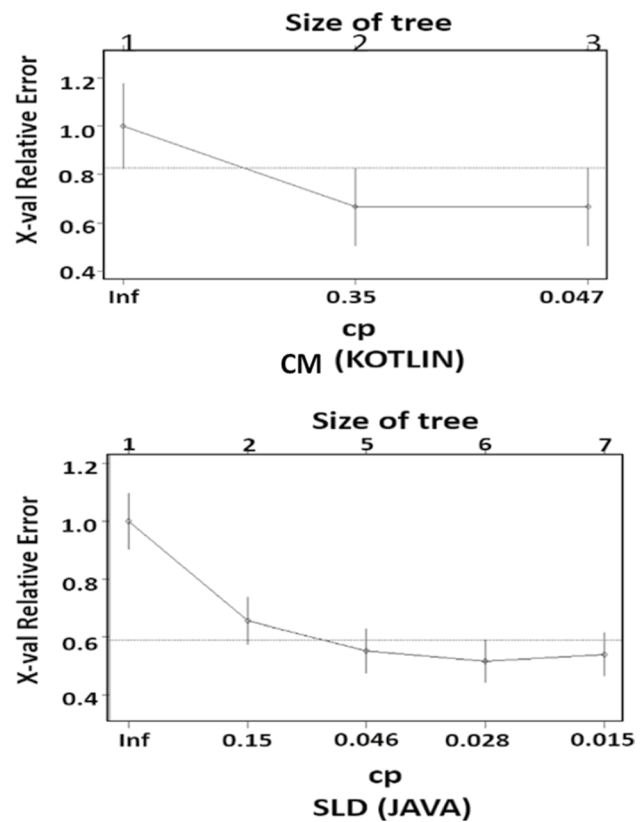 Size of tree
1 2 3
X-val Relative Error
1.2
1.0
0.8
0.6
0.4
Inf 0.35 0.047
cp
CM (KOTLIN)
Size of tree
1 2 5 6 7
X-val Relative Error
1.2
1.0
0.8
0.6
0.4
Inf 0.15 0.046 0.028 0.015
cp
SLD (JAVA)